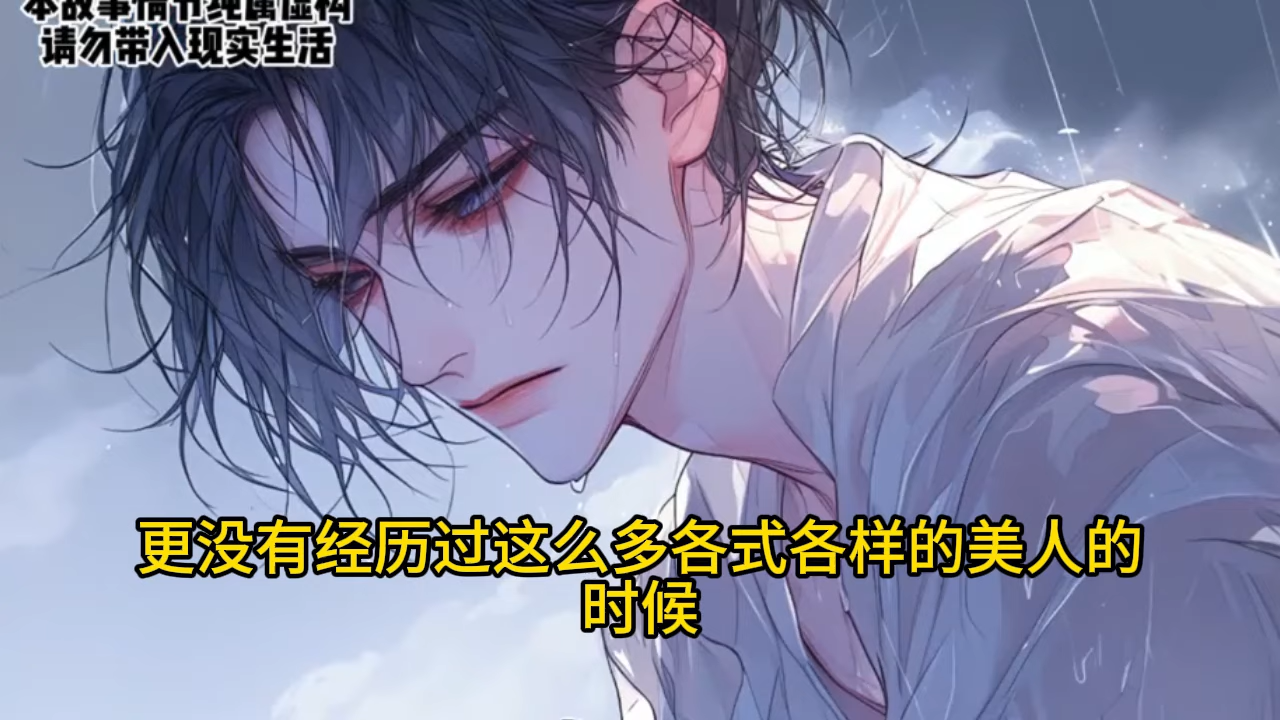 本故事情节纯属虚构
请勿带入现实生活
更没有经历过这么多各式各样的美人的
时候